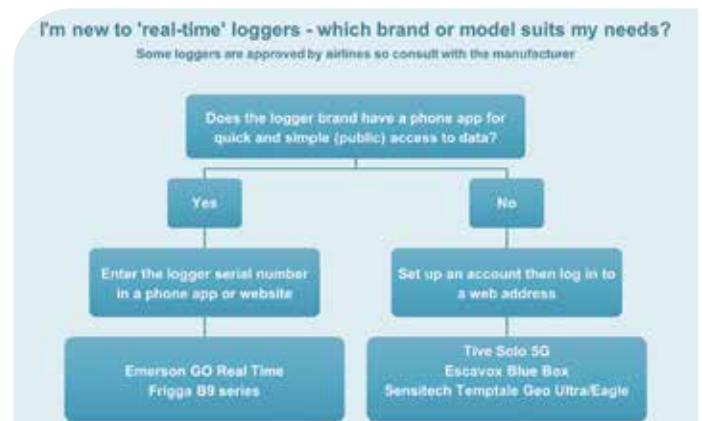 I'm new to 'real-time' loggers - which brand or model suits my needs?
Some loggers are approved by airlines so consult with the manufacturer
Does the logger brand have a phone app for
quick and simple (public) access to data?
Yes
No
Enter the logger serial number
in a phone app or website
Set up an account then log in to
a web address
Emerson GO Real Time
Frigga B9 series
Tive Solo 5G
Escavox Blue Box
Sensitech Temptale Geo Ultra/Eagle